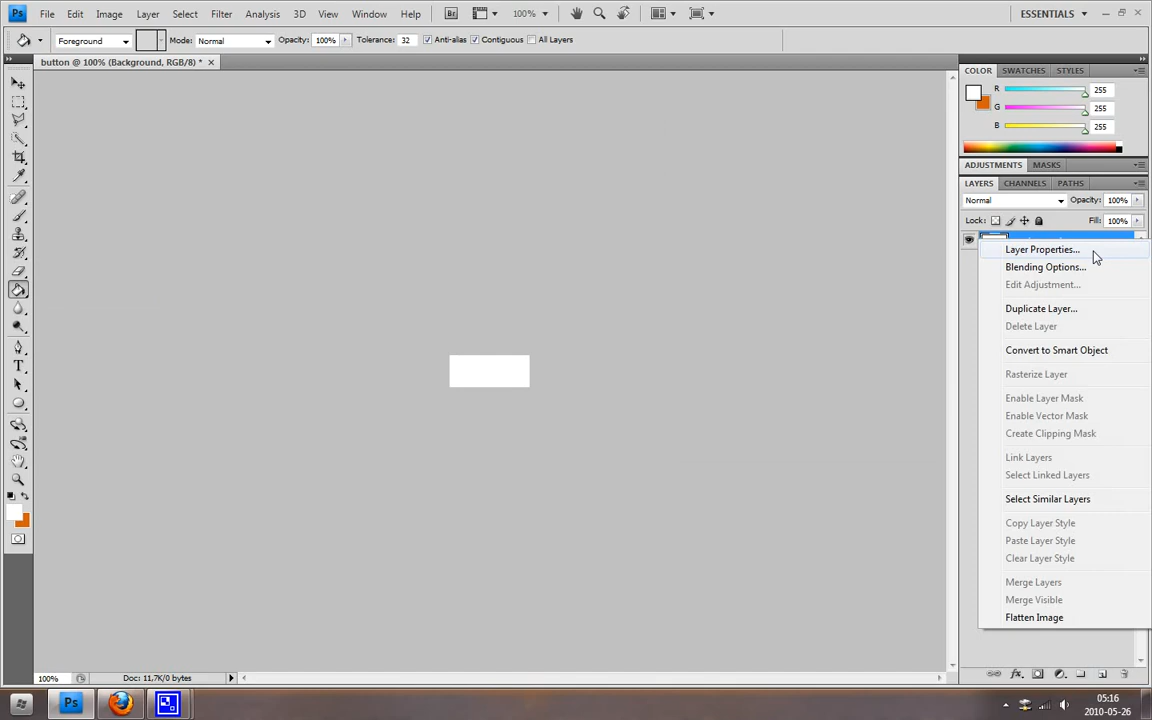 Ps File Edit Image Layer Select Filter Analysis 3D View Window Help Br 100% ESSENTIALS
Foreground Mode: Normal Opacity: 100% Tolerance: 32 Anti-alias Contiguous All Layers
button @ 100% (Background, RGB/8) *
COLOR SWATCHES STYLES
R 255
G 255
B 255
ADJUSTMENTS MASKS
LAYERS CHANNELS PATHS
Normal Opacity: 100%
Lock: Fill: 100%
Layer Properties...
Blending Options...
Edit Adjustment...
Duplicate Layer...
Delete Layer
Convert to Smart Object
Rasterize Layer
Enable Layer Mask
Enable Vector Mask
Create Clipping Mask
Link Layers
Select Linked Layers
Select Similar Layers
Copy Layer Style
Paste Layer Style
Clear Layer Style
Merge Layers
Merge Visible
Flatten Image
T
100% Doc: 11,7K/0 bytes
fx
Ps
05:16
2010-05-26